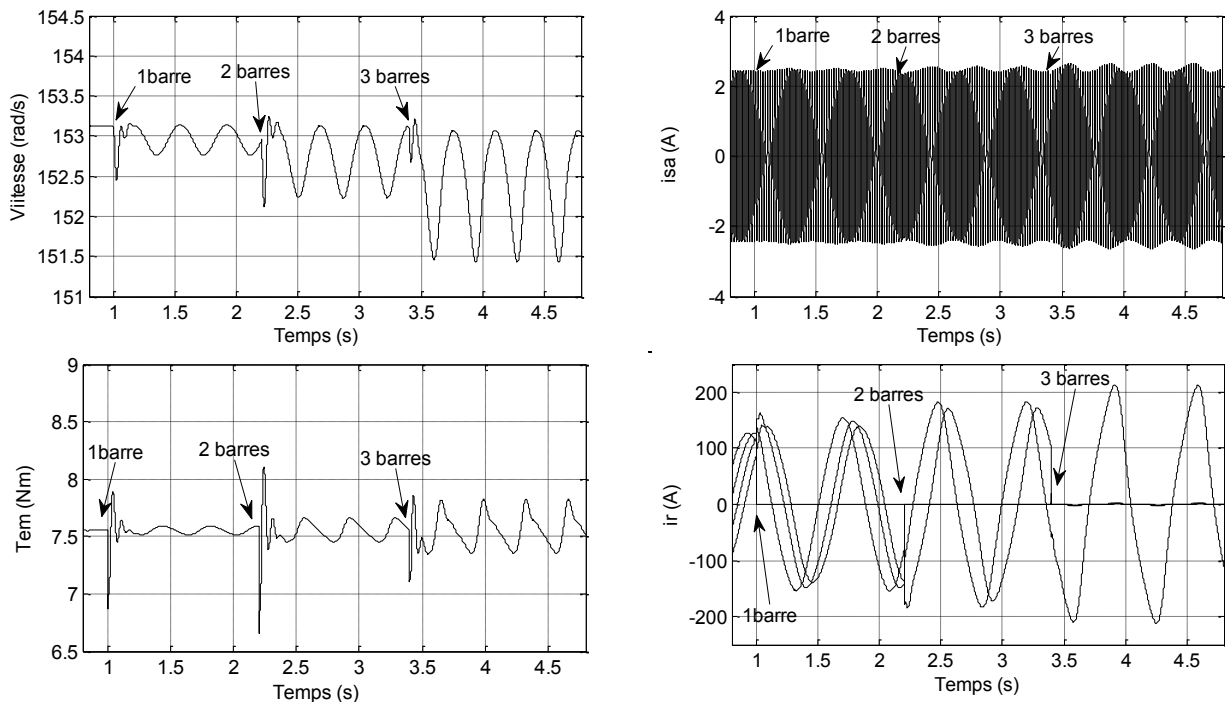 154.5
154
153.5
153
152.5
152
151.5
151
Viitesse (rad/s)
1barre
2 barres
3 barres
1
1.5
2
2.5
3
3.5
4
4.5
Temps (s)
4
2
0
-2
-4
isa (A)
1barre
2 barres
3 barres
1
1.5
2
2.5
3
3.5
4
4.5
Temps (s)
9
8.5
8
7.5
7
6.5
Tem (Nm)
1barre
2 barres
3 barres
1
1.5
2
2.5
3
3.5
4
4.5
Temps (s)
200
100
0
-100
-200
ir (A)
2 barres
3 barres
1barre
1
1.5
2
2.5
3
3.5
4
4.5
Temps (s)